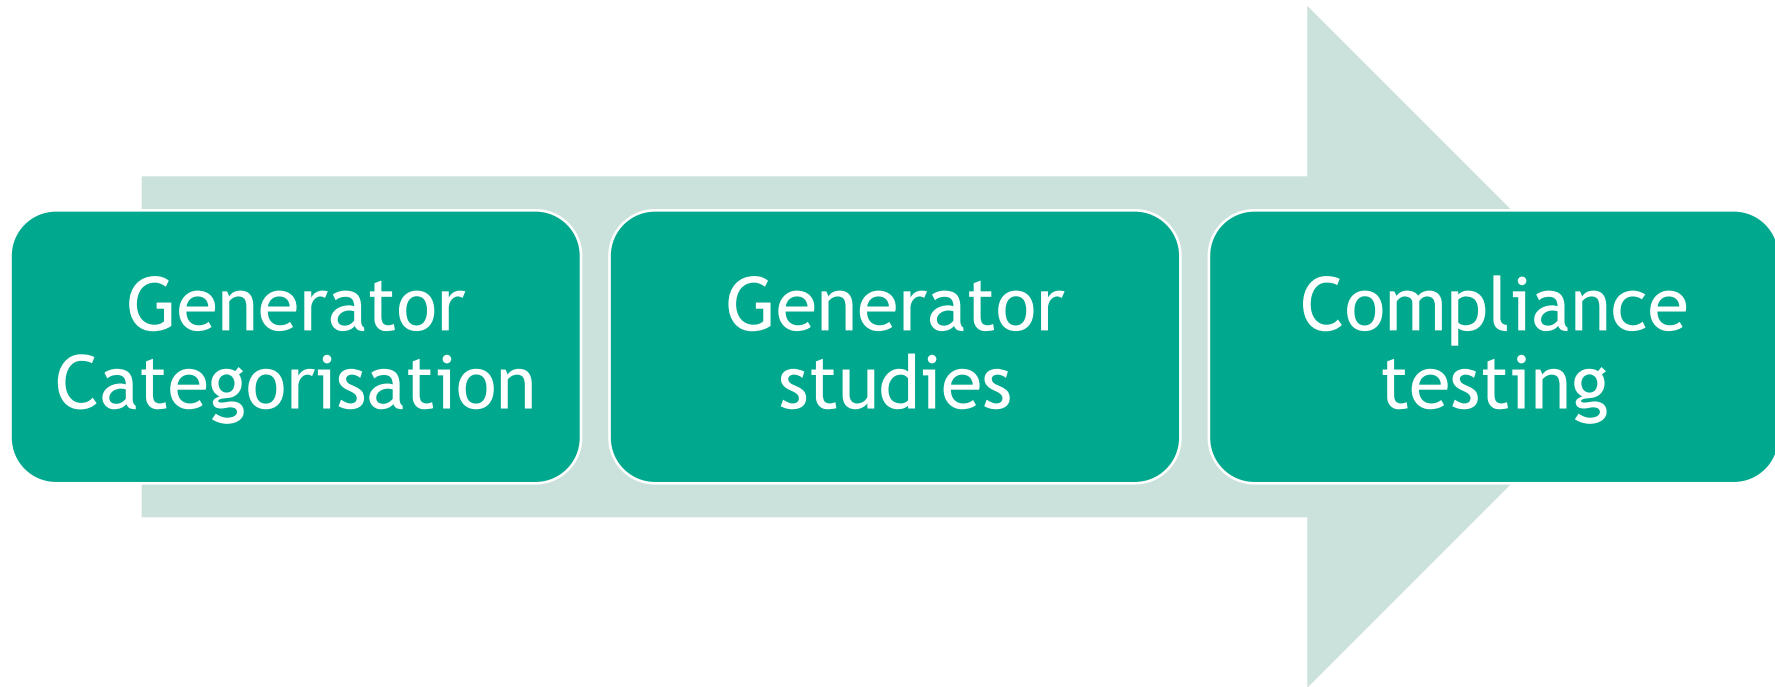 Generator
Categorisation
Generator
studies
Compliance
testing